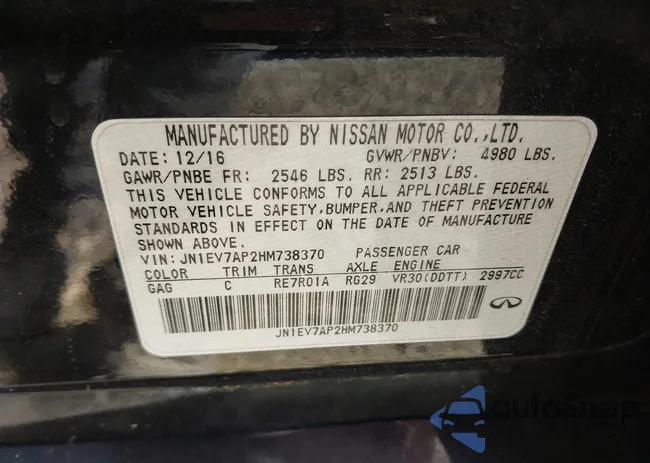 MANUFACTURED BY NISSAN MOTOR CO.,LTD.
DATE: 12/16 GVWR/PNBV: 4980 LBS.
GAWR/PNBE FR: 2546 LBS. RR: 2513 LBS.
THIS VEHICLE CONFORMS TO ALL APPLICABLE FEDERAL
MOTOR VEHICLE SAFETY,BUMPER,AND THEFT PREVENTION
STANDARDS IN EFFECT ON THE DATE OF MANUFACTURE
SHOWN ABOVE.
VIN: JN1EV7AP2HM738370 PASSENGER CAR
COLOR TRIM TRANS AXLE ENGINE
GAG C RE7R01A RG29 VR30(DDTT) 2997CC
JN1EV7AP2HM738370
autoShop